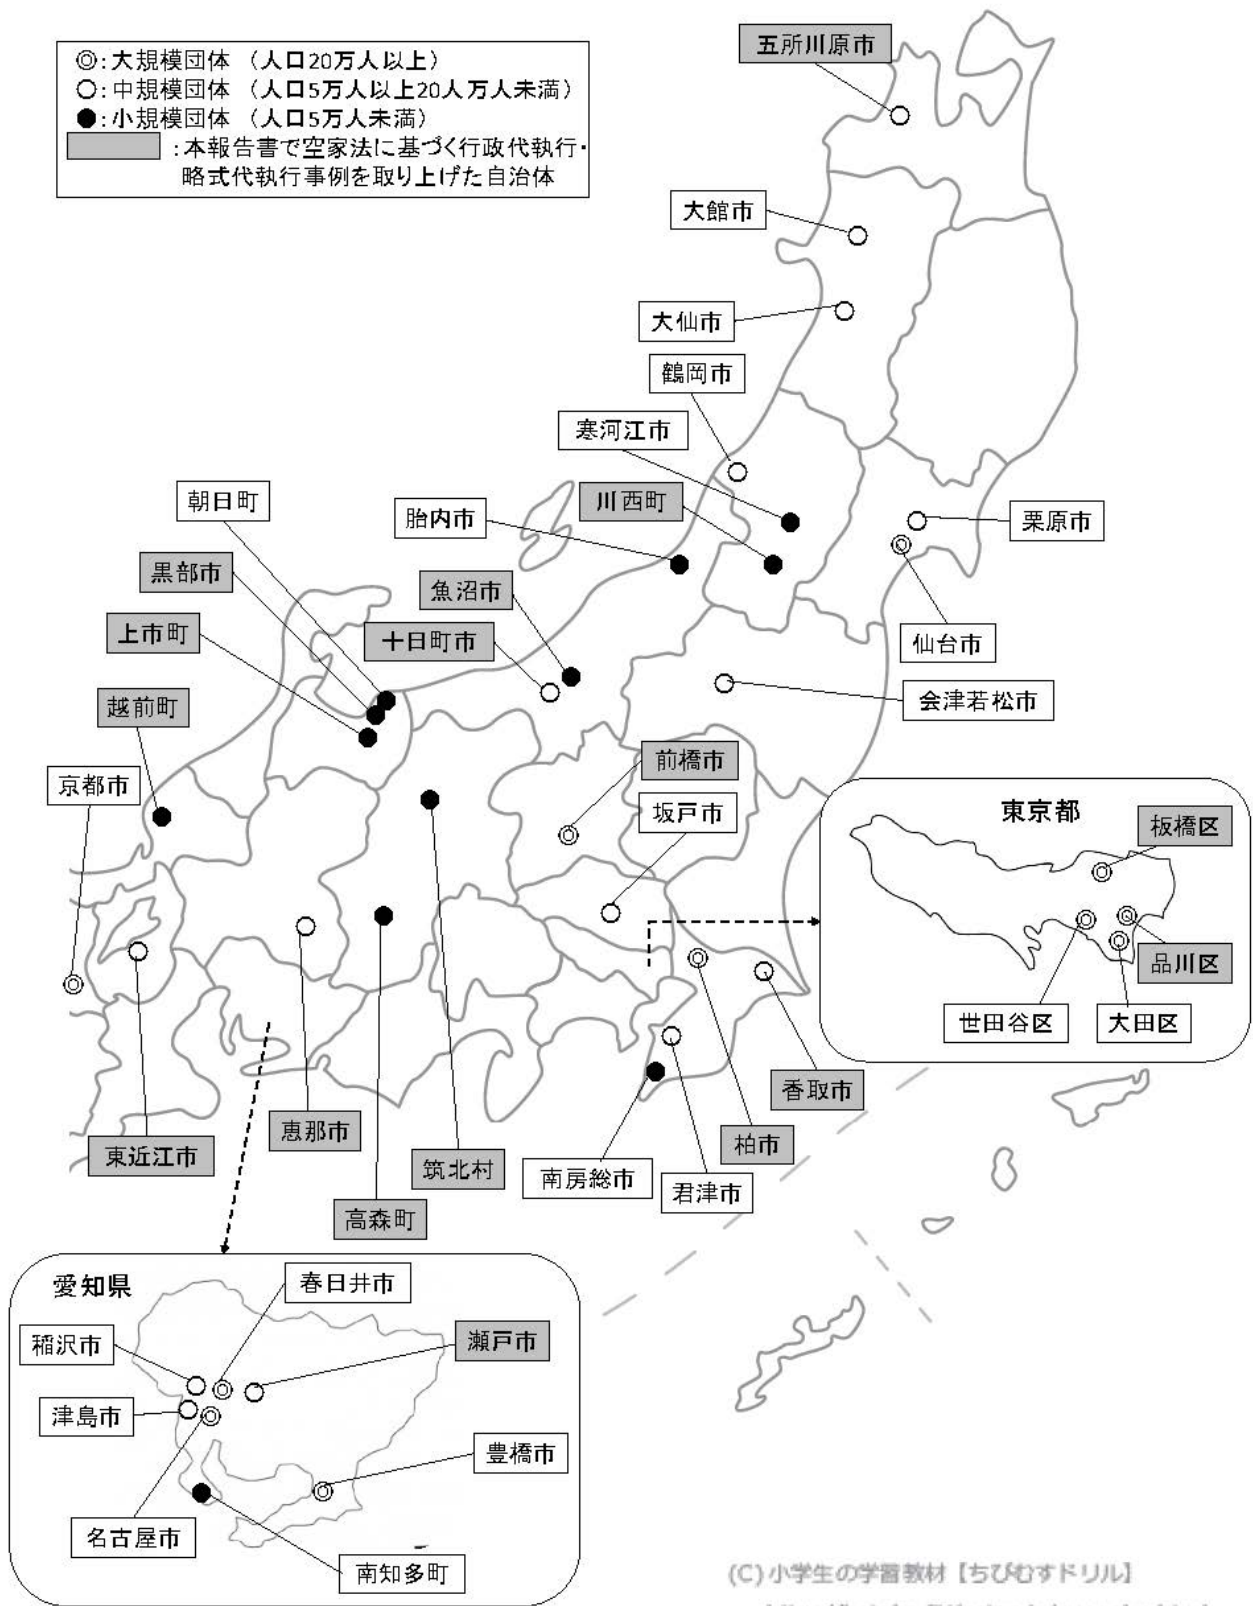 ◎：大規模団体 （人口20万人以上）
○：中規模団体 （人口5万人以上20人万人未満）
●：小規模団体 （人口5万人未満）
：本報告書で空家法に基づく行政代執行・
略式代執行事例を取り上げた自治体
五所川原市
大館市
大仙市
鶴岡市
寒河江市
川西町
朝日町
胎内市
栗原市
黒部市
魚沼市
上市町
十日町市
仙台市
越前町
会津若松市
京都市
前橋市
坂戸市
東京都
板橋区
品川区
世田谷区
大田区
香取市
恵那市
柏市
東近江市
筑北村
南房総市
君津市
高森町
愛知県
春日井市
稲沢市
瀬戸市
津島市
豊橋市
名古屋市
南知多町
(C) 小学生の学習教材【ちびむすドリル】